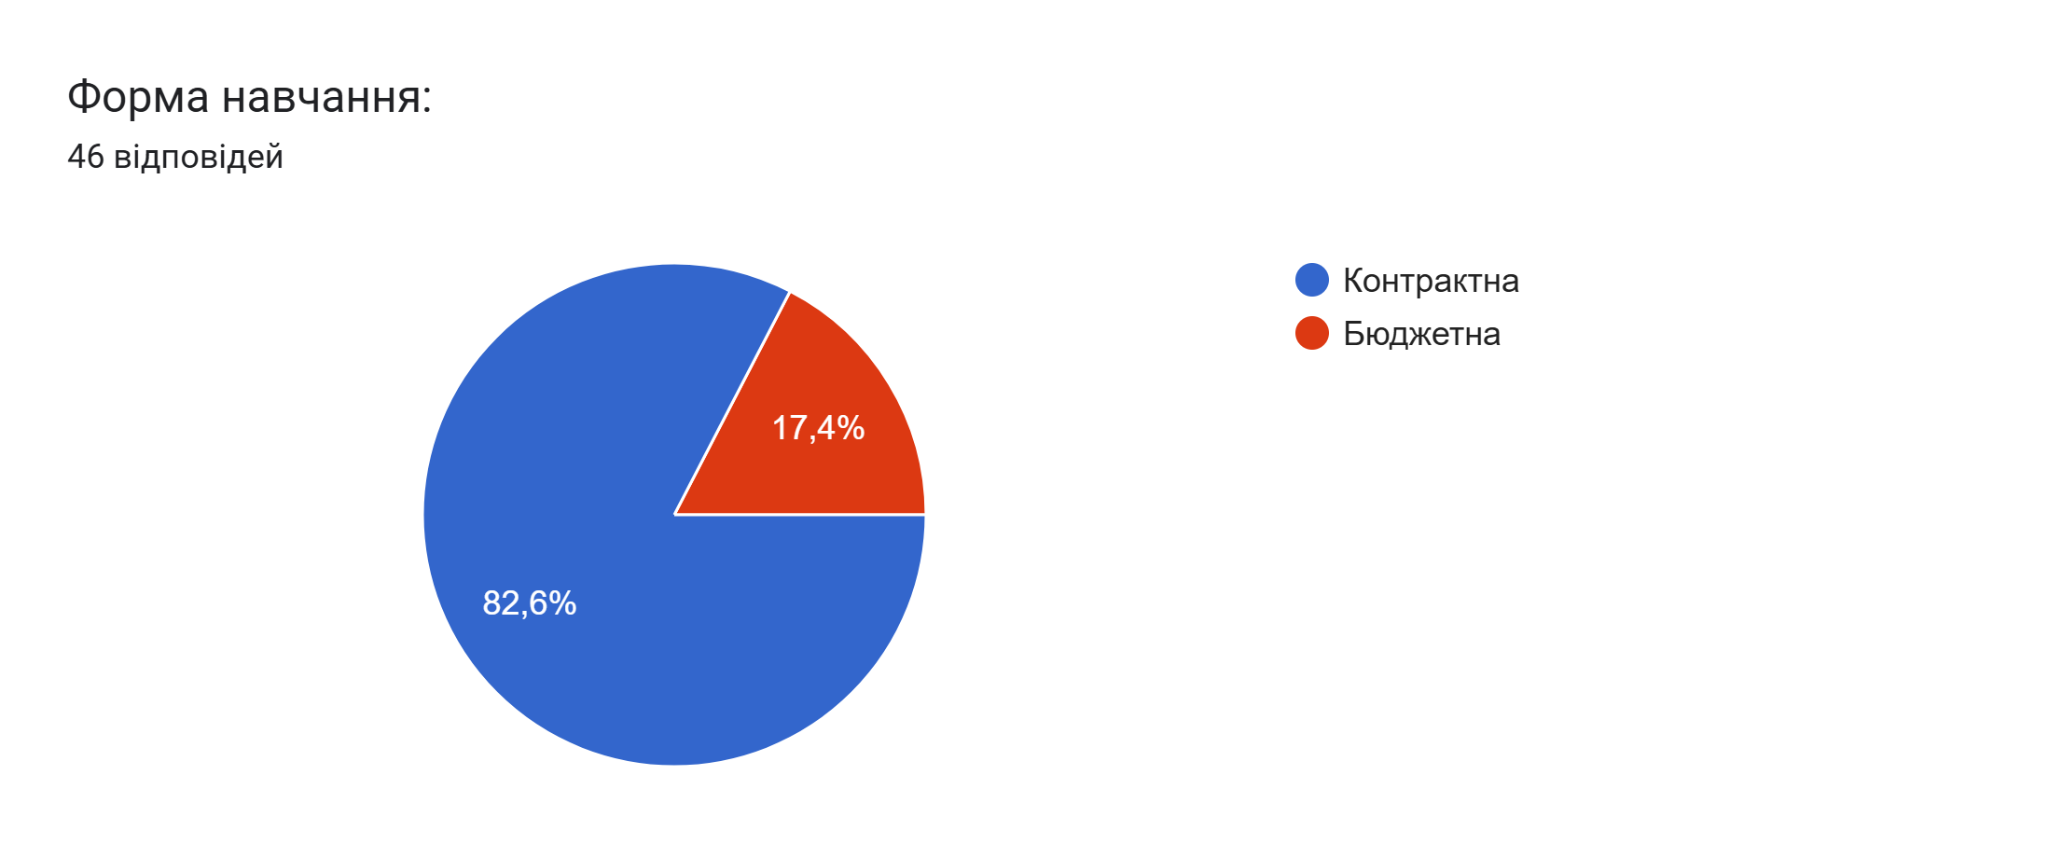 Форма навчання:
46 відповідей
Контрактна
Бюджетна
17,4%
82,6%